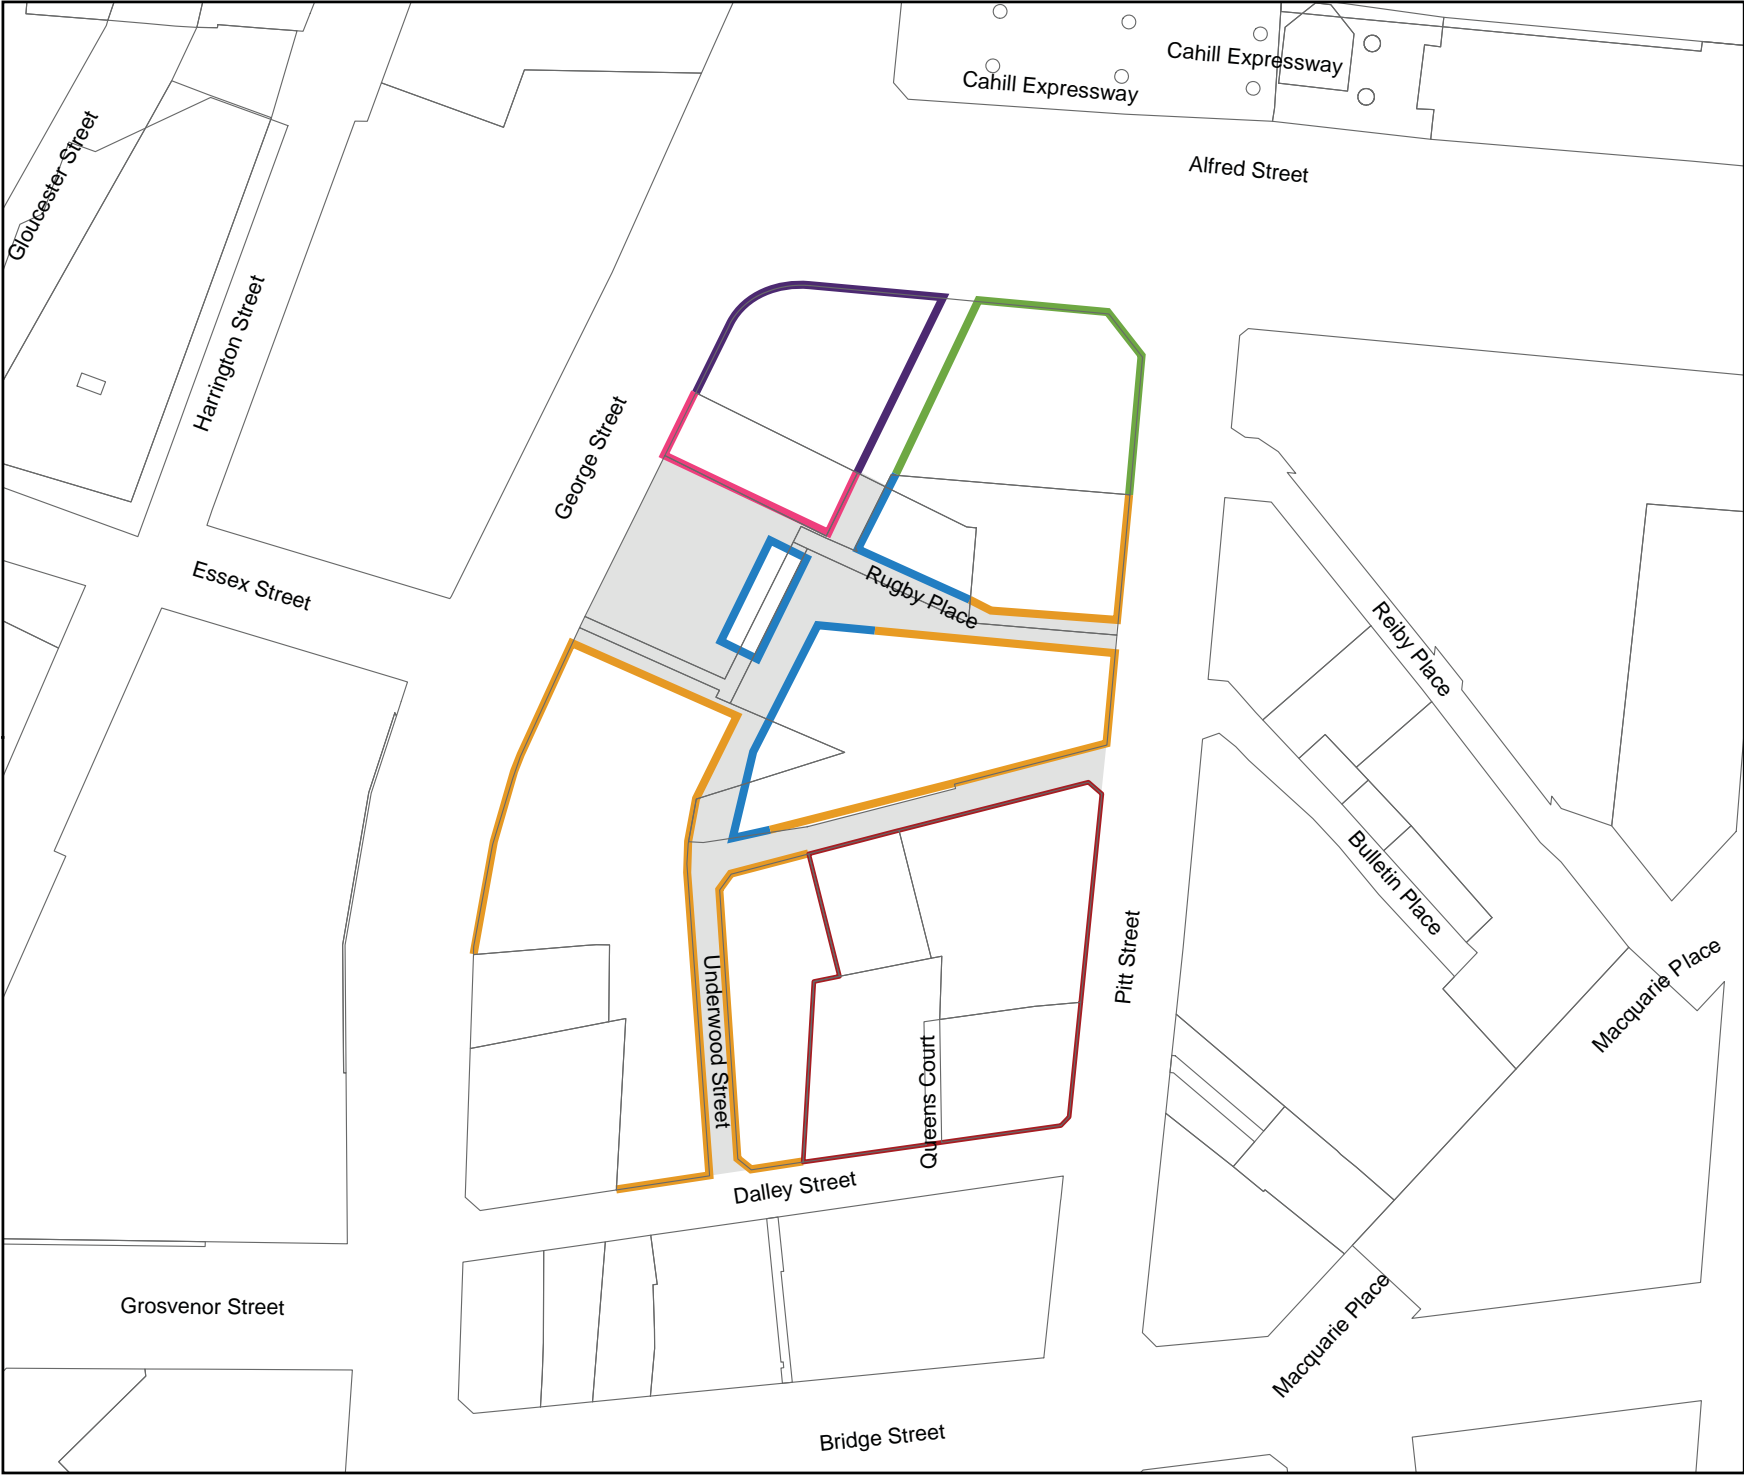 Cahill Expressway
Cahill Expressway
Alfred Street
Gloucester Street
Harrington Street
George Street
Essex Street
Rugby Place
Reiby Place
Bulletin Place
Macquarie Place
Pitt Street
Underwood Street
Queens Court
Dalley Street
Grosvenor Street
Macquarie Place
Bridge Street